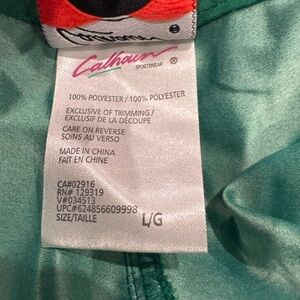 Calhoun ®
SPORTSWEAR
100% POLYESTER / 100% POLYESTER
EXCLUSIVE OF TRIMMING /
EXCLUSIF DE LA DÉCOUPE
CARE ON REVERSE
SOINS AU VERSO
MADE IN CHINA
FAIT EN CHINE
CA#02916
RN# 129319
V#034513
UPC#624856609998
SIZE/TAILLE L/G